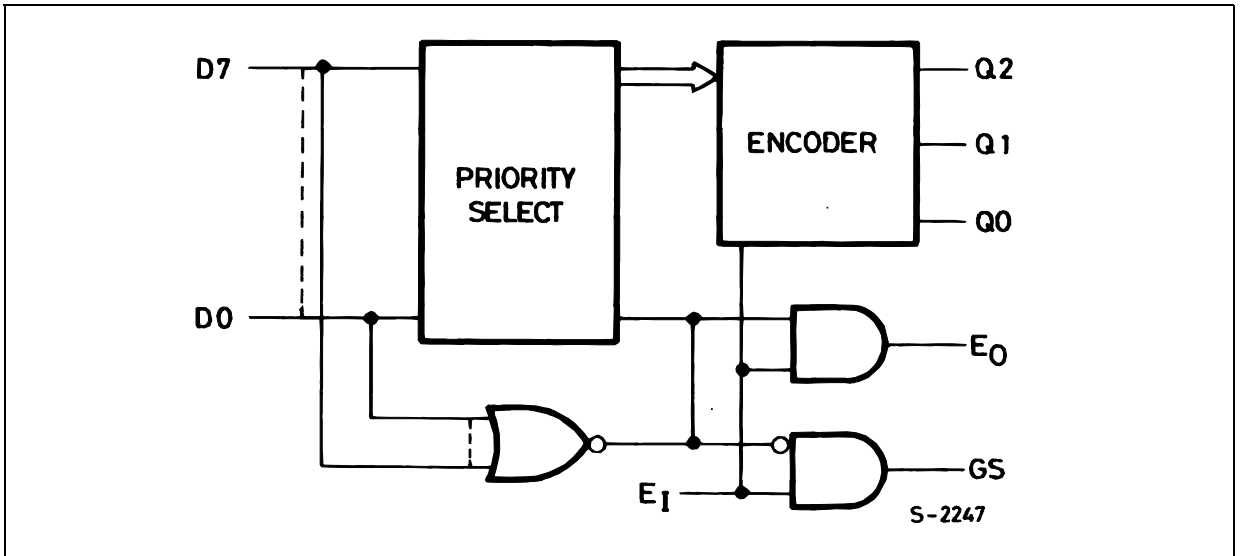 D7
PRIORITY
SELECT
ENCODER
Q2
Q1
Q0
D0
EO
EI
GS
S-2247